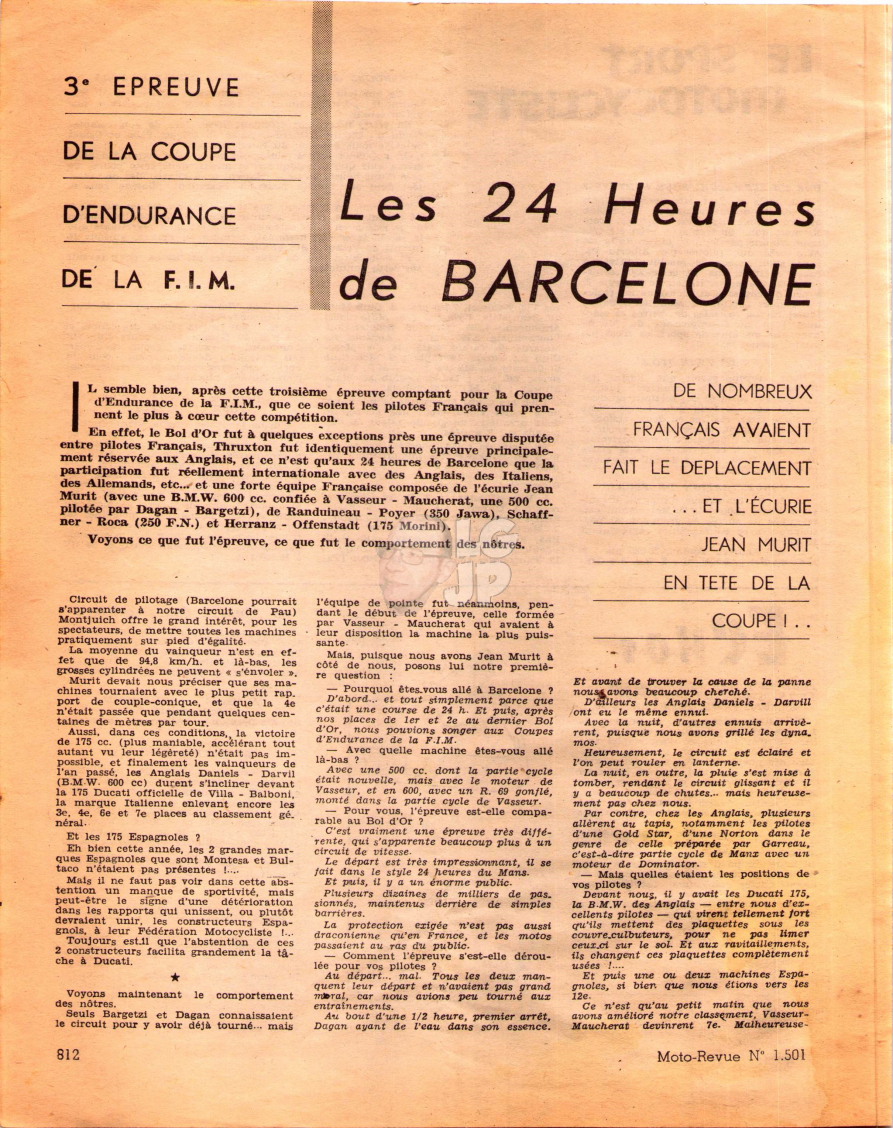 3e EPREUVE
DE LA COUPE
D'ENDURANCE
DE LA F.I.M.
Les 24 Heures
de BARCELONE
IL semble bien, après cette troisième épreuve comptant pour la Coupe
d'Endurance de la F.I.M., que ce soient les pilotes Français qui pren-
nent le plus à cœur cette compétition.
En effet, le Bol d'Or fut à quelques exceptions près une épreuve disputée
entre pilotes Français, Thruxton fut identiquement une épreuve principale-
ment réservée aux Anglais, et ce n'est qu'aux 24 heures de Barcelone que la
participation fut réellement internationale avec des Anglais, des Italiens,
des Allemands, etc... et une forte équipe Française composée de l'écurie Jean
Murit (avec une B.M.W. 600 cc. confiée à Vasseur - Maucherat, une 500 cc.
pilotée par Dagan - Bargetzi), de Randuineau - Poyer (350 Jawa), Schaff-
ner - Roca (250 F.N.) et Herranz - Offenstadt (175 Morini).
Voyons ce que fut l'épreuve, ce que fut le comportement des nôtres.
DE NOMBREUX
FRANÇAIS AVAIENT
FAIT LE DEPLACEMENT
...ET L'ÉCURIE
JEAN MURIT
EN TETE DE LA
COUPE !..
Circuit de pilotage (Barcelone pourrait
s'apparenter à notre circuit de Pau)
Montjuich offre le grand intérêt, pour les
spectateurs, de mettre toutes les machines
pratiquement sur pied d'égalité.
La moyenne du vainqueur n'est en ef-
fet que de 94,8 km/h. et là-bas, les
grosses cylindrées ne peuvent « s'envoler ».
Murit devait nous préciser que ses ma-
chines tournaient avec le plus petit rap.
port de couple-conique, et que la 4e
n'était passée que pendant quelques cen-
taines de mètres par tour.
Aussi, dans ces conditions, la victoire
de 175 cc. (plus maniable, accélérant tout
autant vu leur légèreté) n'était pas im-
possible, et finalement les vainqueurs de
l'an passé, les Anglais Daniels - Darvil
(B.M.W. 600 cc) durent s'incliner devant
la 175 Ducati officielle de Villa - Balboni,
la marque Italienne enlevant encore les
3e, 4e, 6e et 7e places au classement gé.
néral.
Et les 175 Espagnoles ?
Eh bien cette année, les 2 grandes mar-
ques Espagnoles que sont Montesa et Bul-
taco n'étaient pas présentes !....
Mais il ne faut pas voir dans cette abs-
tention un manque de sportivité, mais
peut-être le signe d'une détérioration
dans les rapports qui unissent, ou plutôt
devraient unir, les constructeurs Espa-
gnols, à leur Fédération Motocycliste !...
Toujours est.il que l'abstention de ces
2 constructeurs facilita grandement la tâ-
che à Ducati.
★
Voyons maintenant le comportement
des nôtres.
Seuls Bargetzi et Dagan connaissaient
le circuit pour y avoir déjà tourné... mais
l'équipe de pointe fut néanmoins, pen-
dant le début de l'épreuve, celle formée
par Vasseur - Maucherat qui avaient à
leur disposition la machine la plus puis-
sante.
Mais, puisque nous avons Jean Murit à
côté de nous, posons lui notre premiè-
re question :
— Pourquoi êtes.vous allé à Barcelone ?
D'abord... et tout simplement parce que
c'était une course de 24 h. Et puis, après
nos places de 1er et 2e au dernier Bol
d'Or, nous pouvions songer aux Coupes
d'Endurance de la F.I.M.
— Avec quelle machine êtes-vous allé
là-bas ?
Avec une 500 cc. dont la partie cycle
était nouvelle, mais avec le moteur de
Vasseur, et en 600, avec un R. 69 gonflé,
monté dans la partie cycle de Vasseur.
— Pour vous, l'épreuve est-elle compa-
rable au Bol d'Or ?
C'est vraiment une épreuve très diffé-
rente, qui s'apparente beaucoup plus à un
circuit de vitesse.
Le départ est très impressionnant, il se
fait dans le style 24 heures du Mans.
Et puis, il y a un énorme public.
Plusieurs dizaines de milliers de pas-
sionnés, maintenus derrière de simples
barrières.
La protection exigée n'est pas aussi
draconienne qu'en France, et les motos
passaient au ras du public.
— Comment l'épreuve s'est-elle dérou-
lée pour vos pilotes ?
Au départ... mal. Tous les deux man-
quent leur départ et n'avaient pas grand
moral, car nous avions peu tourné aux
entraînements.
Au bout d'une 1/2 heure, premier arrêt,
Dagan ayant de l'eau dans son essence.
Et avant de trouver la cause de la panne
nous avons beaucoup cherché.
D'ailleurs les Anglais Daniels - Darvill
ont eu le même ennui.
Avec la nuit, d'autres ennuis arrivè-
rent, puisque nous avons grillé les dyna.
mos.
Heureusement, le circuit est éclairé et
l'on peut rouler en lanterne.
La nuit, en outre, la pluie s'est mise à
tomber, rendant le circuit glissant et il
y a beaucoup de chutes... mais heureuse-
ment pas chez nous.
Par contre, chez les Anglais, plusieurs
allèrent au tapis, notamment les pilotes
d'une Gold Star, d'une Norton dans le
genre de celle préparée par Garreau,
c'est-à-dire partie cycle de Manx avec un
moteur de Dominator.
— Mais quelles étaient les positions de
vos pilotes ?
Devant nous, il y avait les Ducati 175,
la B.M.W. des Anglais — entre nous d'ex-
cellents pilotes — qui virent tellement fort
qu'ils mettent des plaquettes sous les
couvre.culbuteurs, pour ne pas limer
ceux.ci sur le sol. Et aux ravitaillements,
ils changent ces plaquettes complètement
usées !....
Et puis une ou deux machines Espa-
gnoles, si bien que nous étions vers les
12e.
Ce n'est qu'au petit matin que nous
avons amélioré notre classement, Vasseur-
Maucherat devinrent 7e. Malheureuse-
812
Moto-Revue N° 1.501